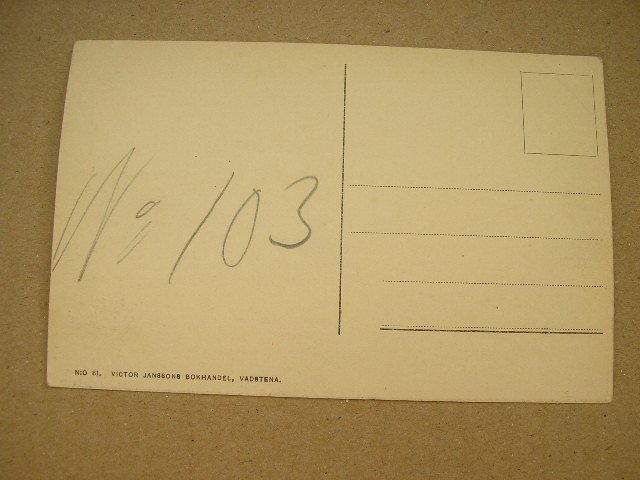 No 103
N:O 61. VICTOR JANSSONS BOKHANDEL, VADSTENA.